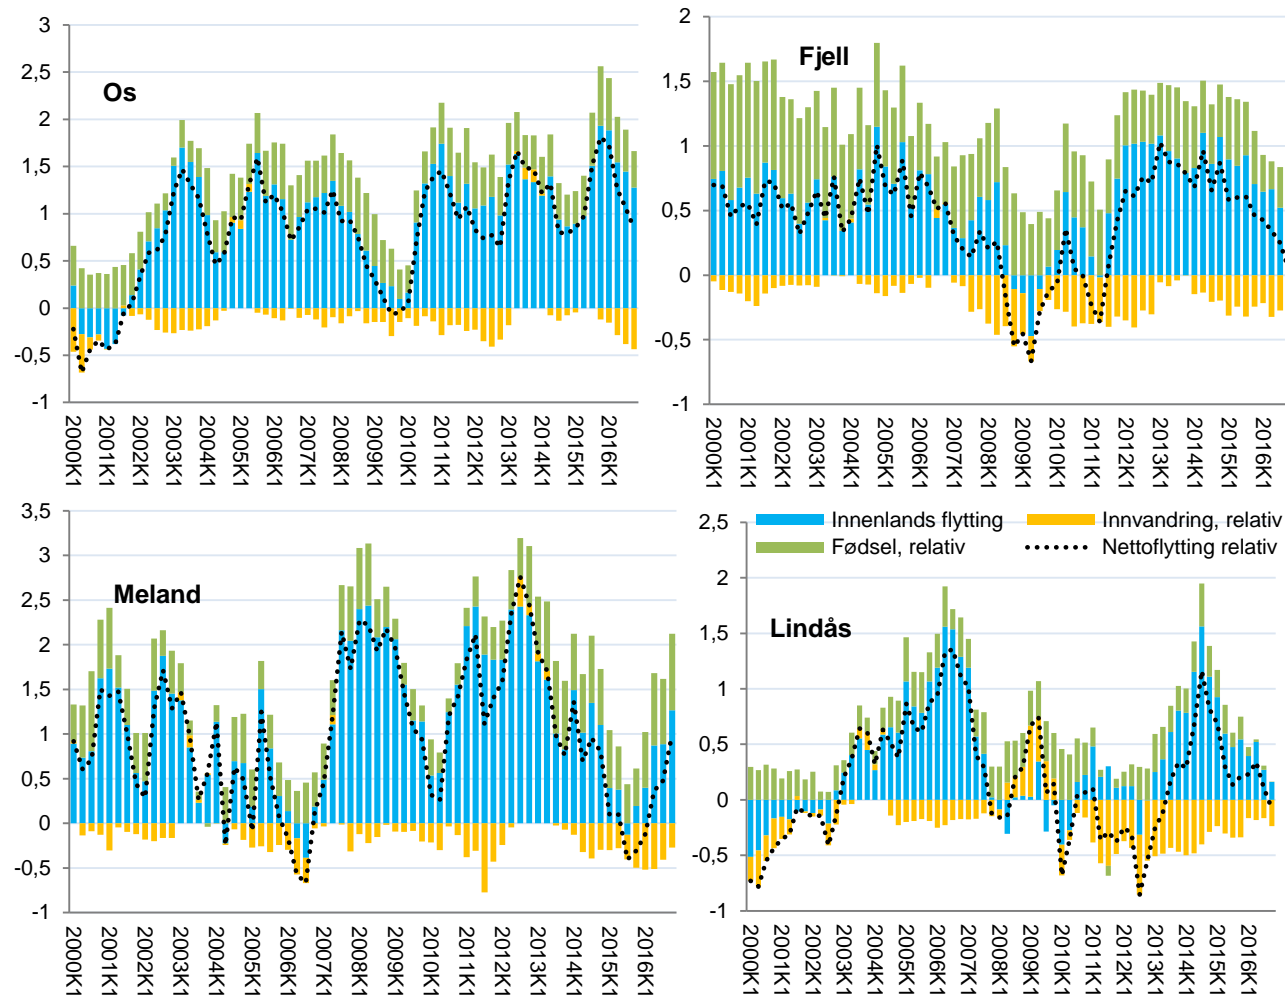 3
2,5
2
1,5
1
0,5
0
-0,5
-1
Os
2000K1
2001K1
2002K1
2003K1
2004K1
2005K1
2006K1
2007K1
2008K1
2009K1
2010K1
2011K1
2012K1
2013K1
2014K1
2015K1
2016K1
2
1,5
1
0,5
0
-0,5
-1
Fjell
2000K1
2001K1
2002K1
2003K1
2004K1
2005K1
2006K1
2007K1
2008K1
2009K1
2010K1
2011K1
2012K1
2013K1
2014K1
2015K1
2016K1
3,5
3
2,5
2
1,5
1
0,5
0
-0,5
-1
Meland
2000K1
2001K1
2002K1
2003K1
2004K1
2005K1
2006K1
2007K1
2008K1
2009K1
2010K1
2011K1
2012K1
2013K1
2014K1
2015K1
2016K1
Innenlands flytting
Innvandring, relativ
Fødsel, relativ
Nettoflytting relativ
2,5
2
1,5
1
0,5
0
-0,5
-1
Lindås
2000K1
2001K1
2002K1
2003K1
2004K1
2005K1
2006K1
2007K1
2008K1
2009K1
2010K1
2011K1
2012K1
2013K1
2014K1
2015K1
2016K1